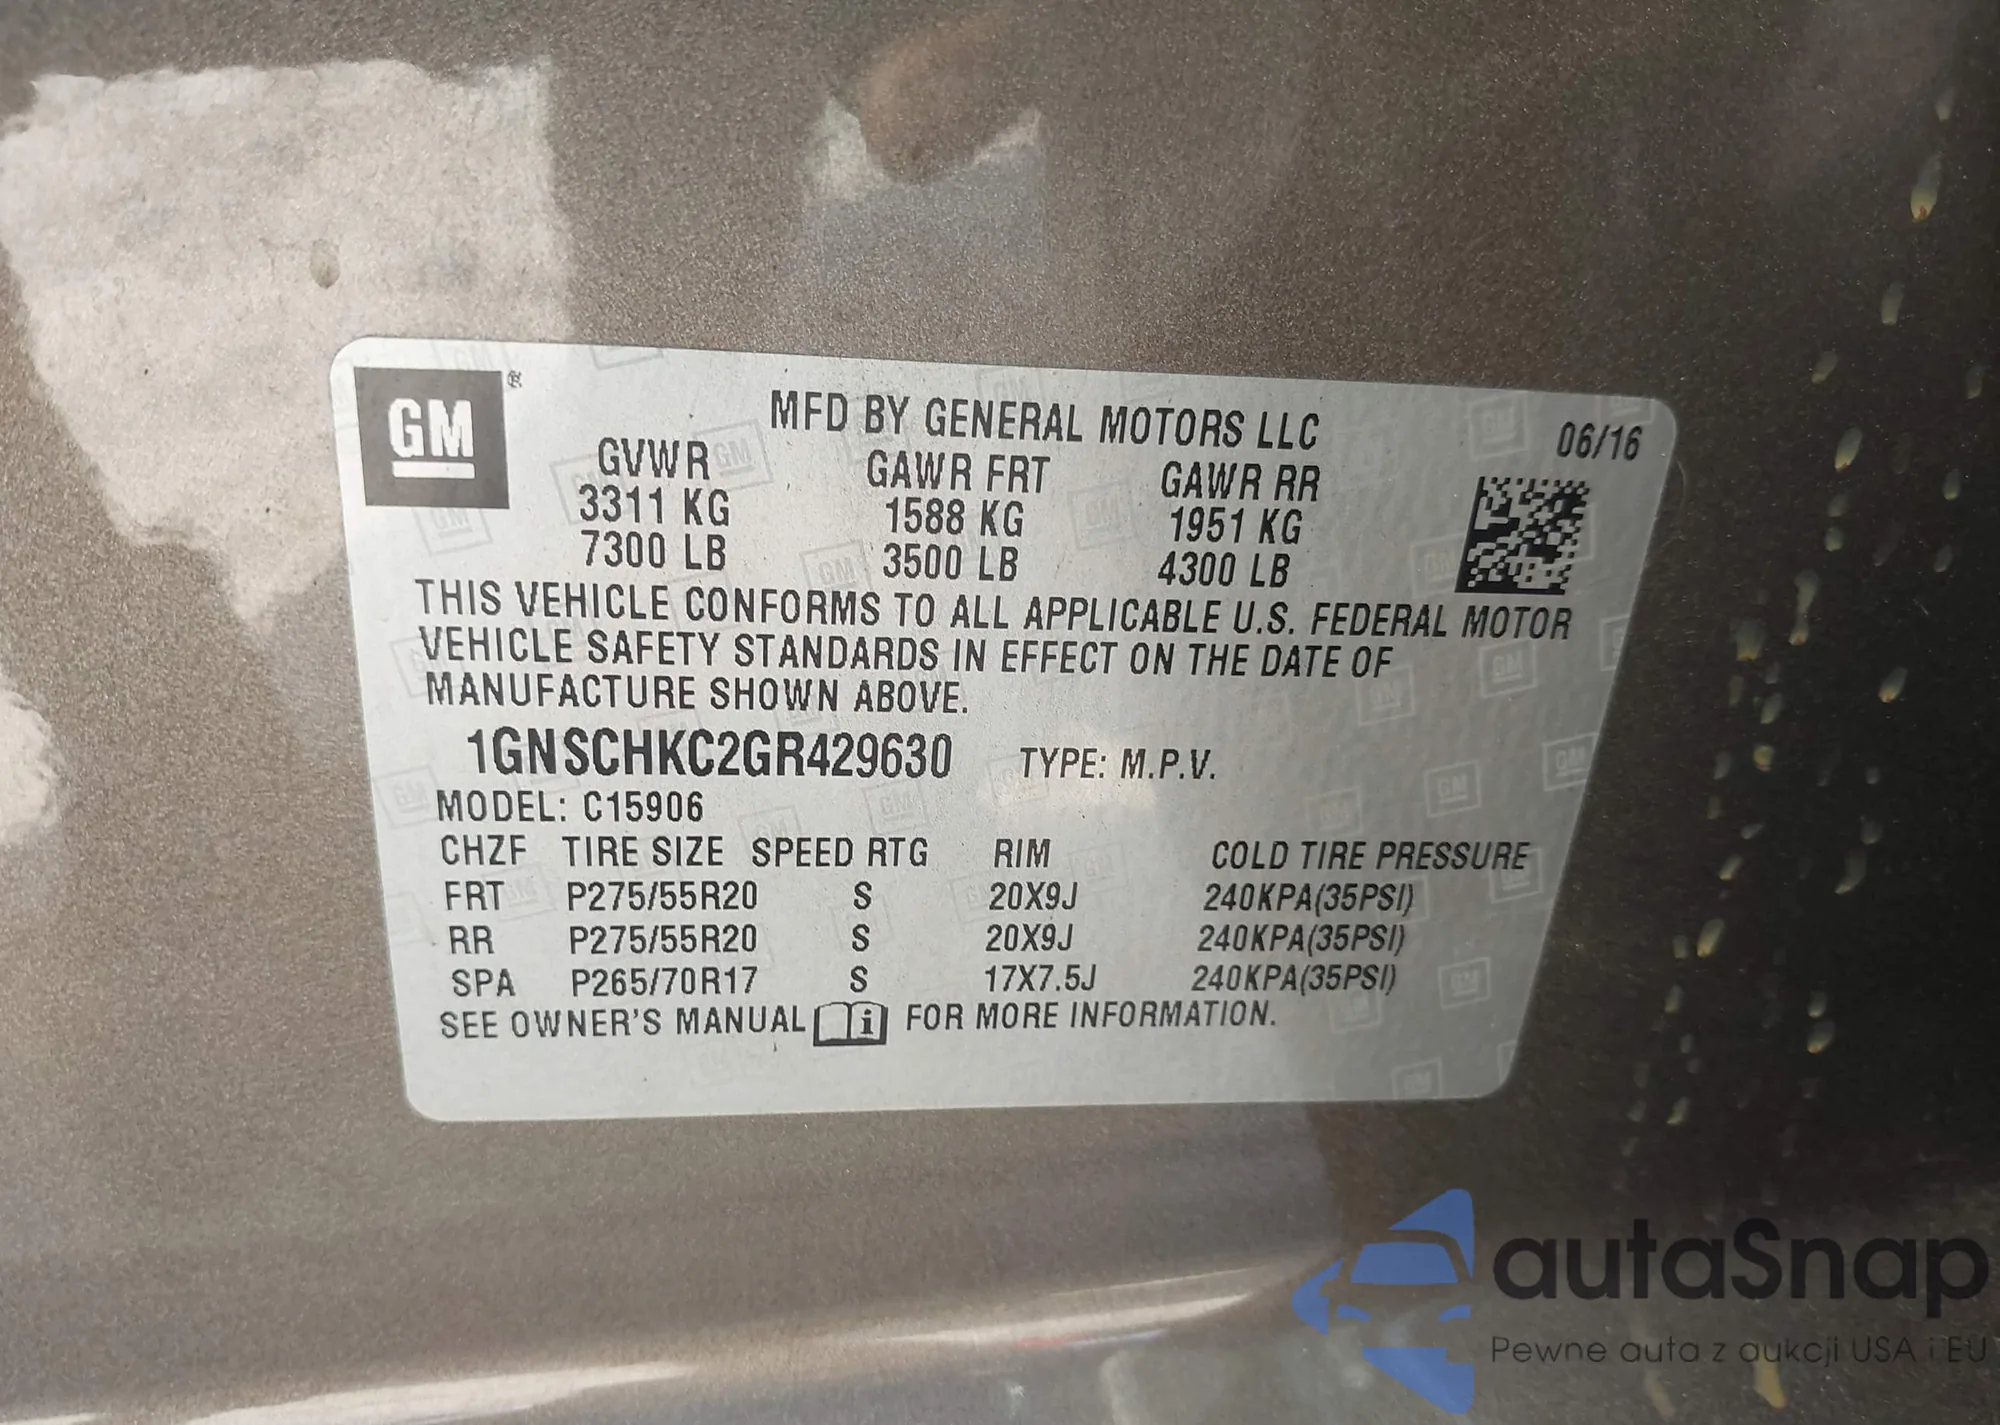 GM®
MFD BY GENERAL MOTORS LLC
06/16
GVWR GAWR FRT GAWR RR
3311 KG 1588 KG 1951 KG
7300 LB 3500 LB 4300 LB
THIS VEHICLE CONFORMS TO ALL APPLICABLE U.S. FEDERAL MOTOR
VEHICLE SAFETY STANDARDS IN EFFECT ON THE DATE OF
MANUFACTURE SHOWN ABOVE.
1GNSCHKC2GR429630 TYPE: M.P.V.
MODEL: C15906
CHZF TIRE SIZE SPEED RTG RIM COLD TIRE PRESSURE
FRT P275/55R20 S 20X9J 240KPA(35PSI)
RR P275/55R20 S 20X9J 240KPA(35PSI)
SPA P265/70R17 S 17X7.5J 240KPA(35PSI)
SEE OWNER'S MANUAL i FOR MORE INFORMATION.
autaSnap
Pewne auta z aukcji USA i EU